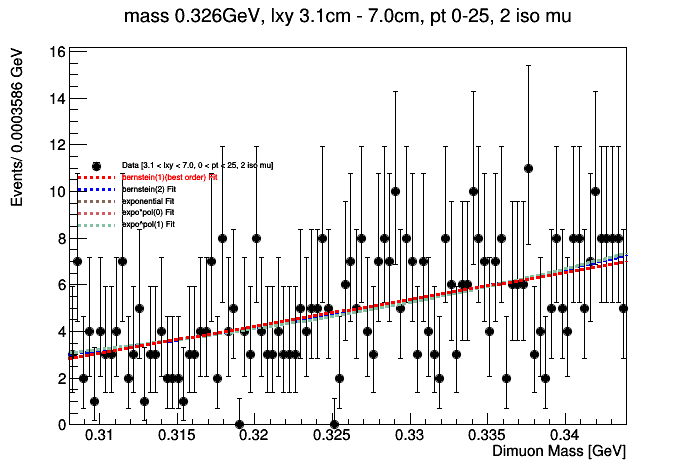 mass 0.326GeV, lxy 3.1cm - 7.0cm, pt 0-25, 2 iso mu
Events/ 0.0003586 GeV
16
14
12
10
8
6
4
2
0
Data [3.1 < lxy < 7.0, 0 < pt < 25, 2 iso mu]
bernstein(1)(best order) Fit
bernstein(2) Fit
exponential Fit
expo*pol(0) Fit
expo*pol(1) Fit
0.31 0.315 0.32 0.325 0.33 0.335 0.34
Dimuon Mass [GeV]